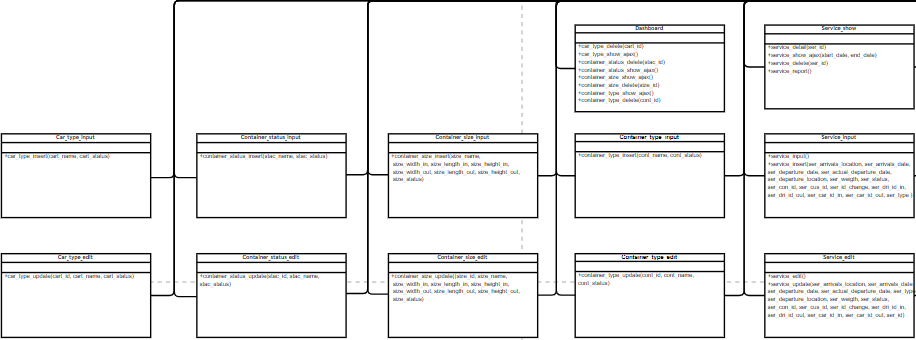 Dashboard
+car_type_delete(cart_id)
+car_type_show_ajax()
+container_status_delete(stac_id)
+container_status_show_ajax()
+container_size_show_ajax()
+container_size_delete(size_id)
+container_type_show_ajax()
+container_type_delete(cont_id)
Service_show
+service_detail(ser_id)
+service_show_ajax(start_date, end_date)
+service_delete(ser_id)
+service_report()
Car_type_input
+car_type_insert(cart_name, cart_status)
Container_status_input
+container_status_insert(stac_name, stac_status)
Container_size_input
+container_size_insert(size_name,
size_width_in, size_length_in, size_height_in,
size_width_out, size_length_out, size_height_out,
size_status)
Container_type_input
+container_type_insert(cont_name, cont_status)
Service_input
+service_input()
+service_insert(ser_arrivals_location, ser_arrivals_date,
ser_departure_date, ser_actual_departure_date,
ser_departure_location, ser_weigth, ser_status,
ser_con_id, ser_cus_id, ser_id_change, ser_dri_id_in,
ser_dri_id_out, ser_car_id_in, ser_car_id_out, ser_type )
Car_type_edit
+car_type_update(cart_id, cart_name, cart_status)
Container_status_edit
+container_status_update(stac_id, stac_name,
stac_status)
Container_size_edit
+container_size_update((size_id, size_name,
size_width_in, size_length_in, size_height_in,
size_width_out, size_length_out, size_height_out,
size_status)
Container_type_edit
+container_type_update(cont_id, cont_name,
cont_status)
Service_edit
+service_edit()
+service_update(ser_arrivals_location, ser_arrivals_date
ser_departure_date, ser_actual_departure_date, ser_type
ser_departure_location, ser_weigth, ser_status,
ser_con_id, ser_cus_id, ser_id_change, ser_dri_id_in,
ser_dri_id_out, ser_car_id_in, ser_car_id_out, ser_id)